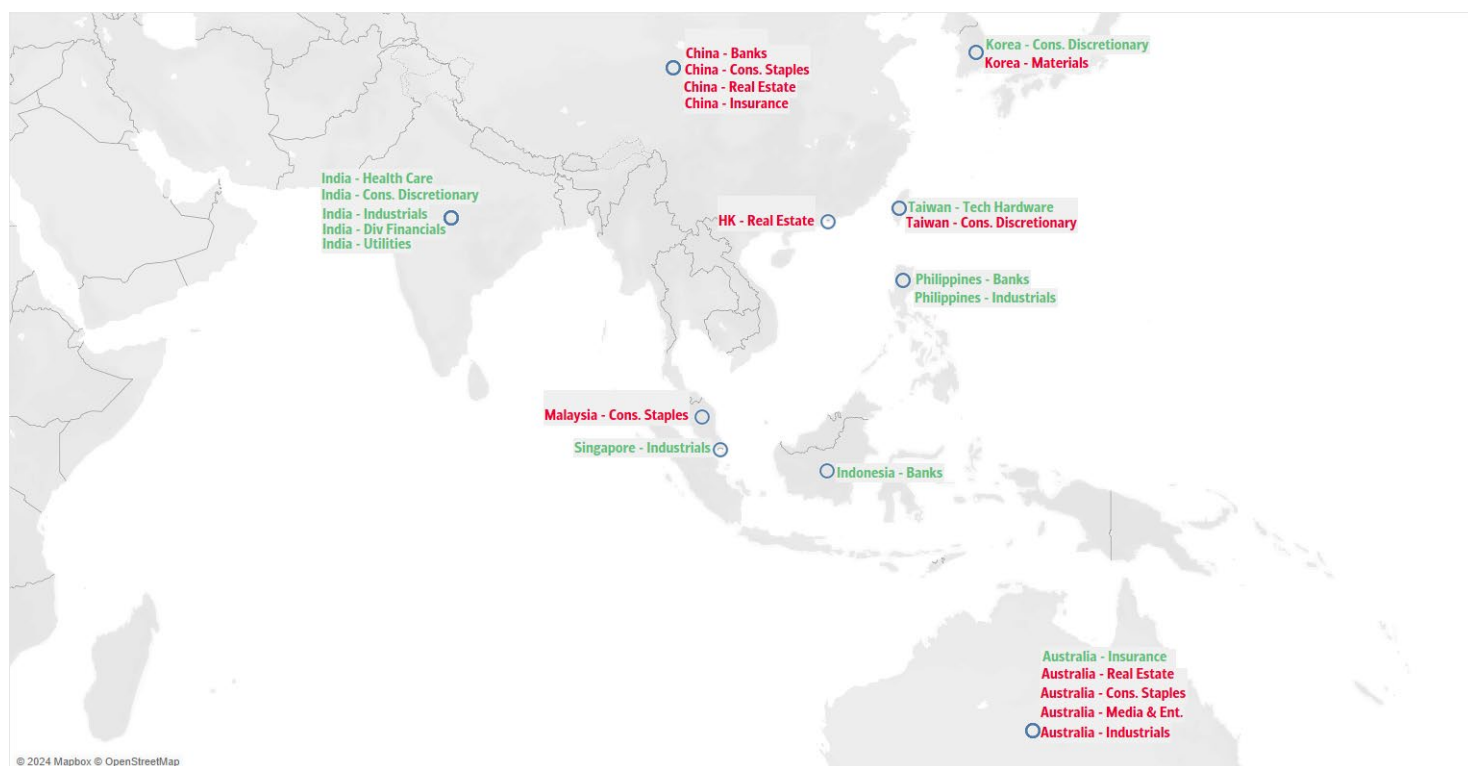 China - Banks
China - Cons. Staples
China - Real Estate
China - Insurance
Korea - Cons. Discretionary
Korea - Materials
India - Health Care
India - Cons. Discretionary
India - Industrials
India - Div Financials
India - Utilities
HK - Real Estate
Taiwan - Tech Hardware
Taiwan - Cons. Discretionary
Philippines - Banks
Philippines - Industrials
Malaysia - Cons. Staples
Singapore - Industrials
Indonesia - Banks
Australia - Insurance
Australia - Real Estate
Australia - Cons. Staples
Australia - Media & Ent.
Australia - Industrials
© 2024 Mapbox © OpenStreetMap